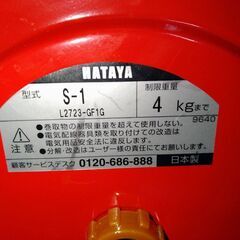 HATAYA
型式 S-1 制限重量 4 kgまで
L2723-GF1G
9640
●巻取物の制限重量を超えて使用しない。
●電気配線器具類を取り付けての改造は
電気用品安全法により禁止します。
●分解・改造はユーザー様の責任にてお願いします。
顧客サービスデスク 0120-686-888 日本製